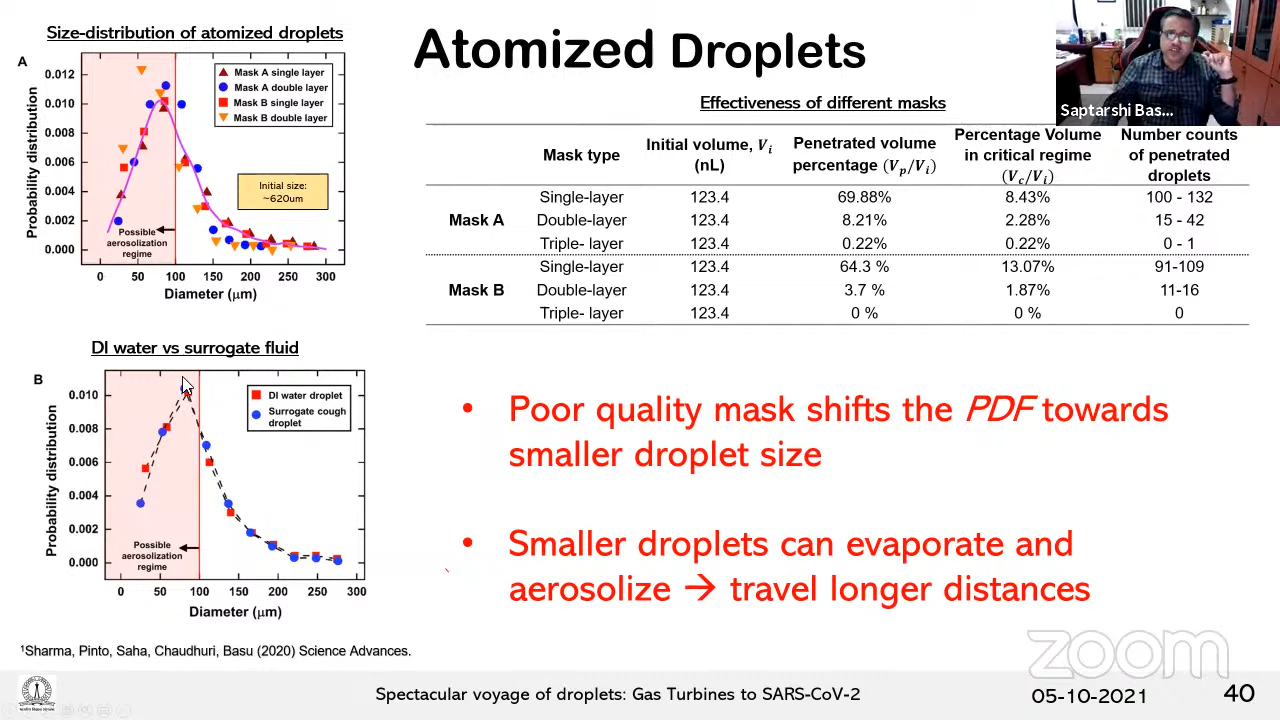 Size-distribution of atomized droplets
A
Probability distribution
0.012
0.010
0.008
0.006
0.004
0.002
0.000
Mask A single layer
Mask A double layer
Mask B single layer
Mask B double layer
Initial size:
~620um
Possible
aerosolization
regime
0 50 100 150 200 250 300
Diameter (μm)
DI water vs surrogate fluid
B
Probability distribution
0.010
0.008
0.006
0.004
0.002
0.000
DI water droplet
Surrogate cough
droplet
Possible
aerosolization
regime
0 50 100 150 200 250 300
Diameter (μm)
¹Sharma, Pinto, Saha, Chaudhuri, Basu (2020) Science Advances.
Atomized Droplets
Saptarshi Bas...
Effectiveness of different masks
Mask type Initial volume, Vᵢ (nL) Penetrated volume percentage (Vₚ/Vᵢ) Percentage Volume in critical regime (V꜀/Vᵢ) Number counts of penetrated droplets
Mask A
Single-layer 123.4 69.88% 8.43% 100 - 132
Double-layer 123.4 8.21% 2.28% 15 - 42
Triple- layer 123.4 0.22% 0.22% 0 - 1
Mask B
Single-layer 123.4 64.3 % 13.07% 91-109
Double-layer 123.4 3.7 % 1.87% 11-16
Triple- layer 123.4 0 % 0 % 0
• Poor quality mask shifts the PDF towards
smaller droplet size
• Smaller droplets can evaporate and
aerosolize → travel longer distances
zoom
Spectacular voyage of droplets: Gas Turbines to SARS-CoV-2
05-10-2021
40